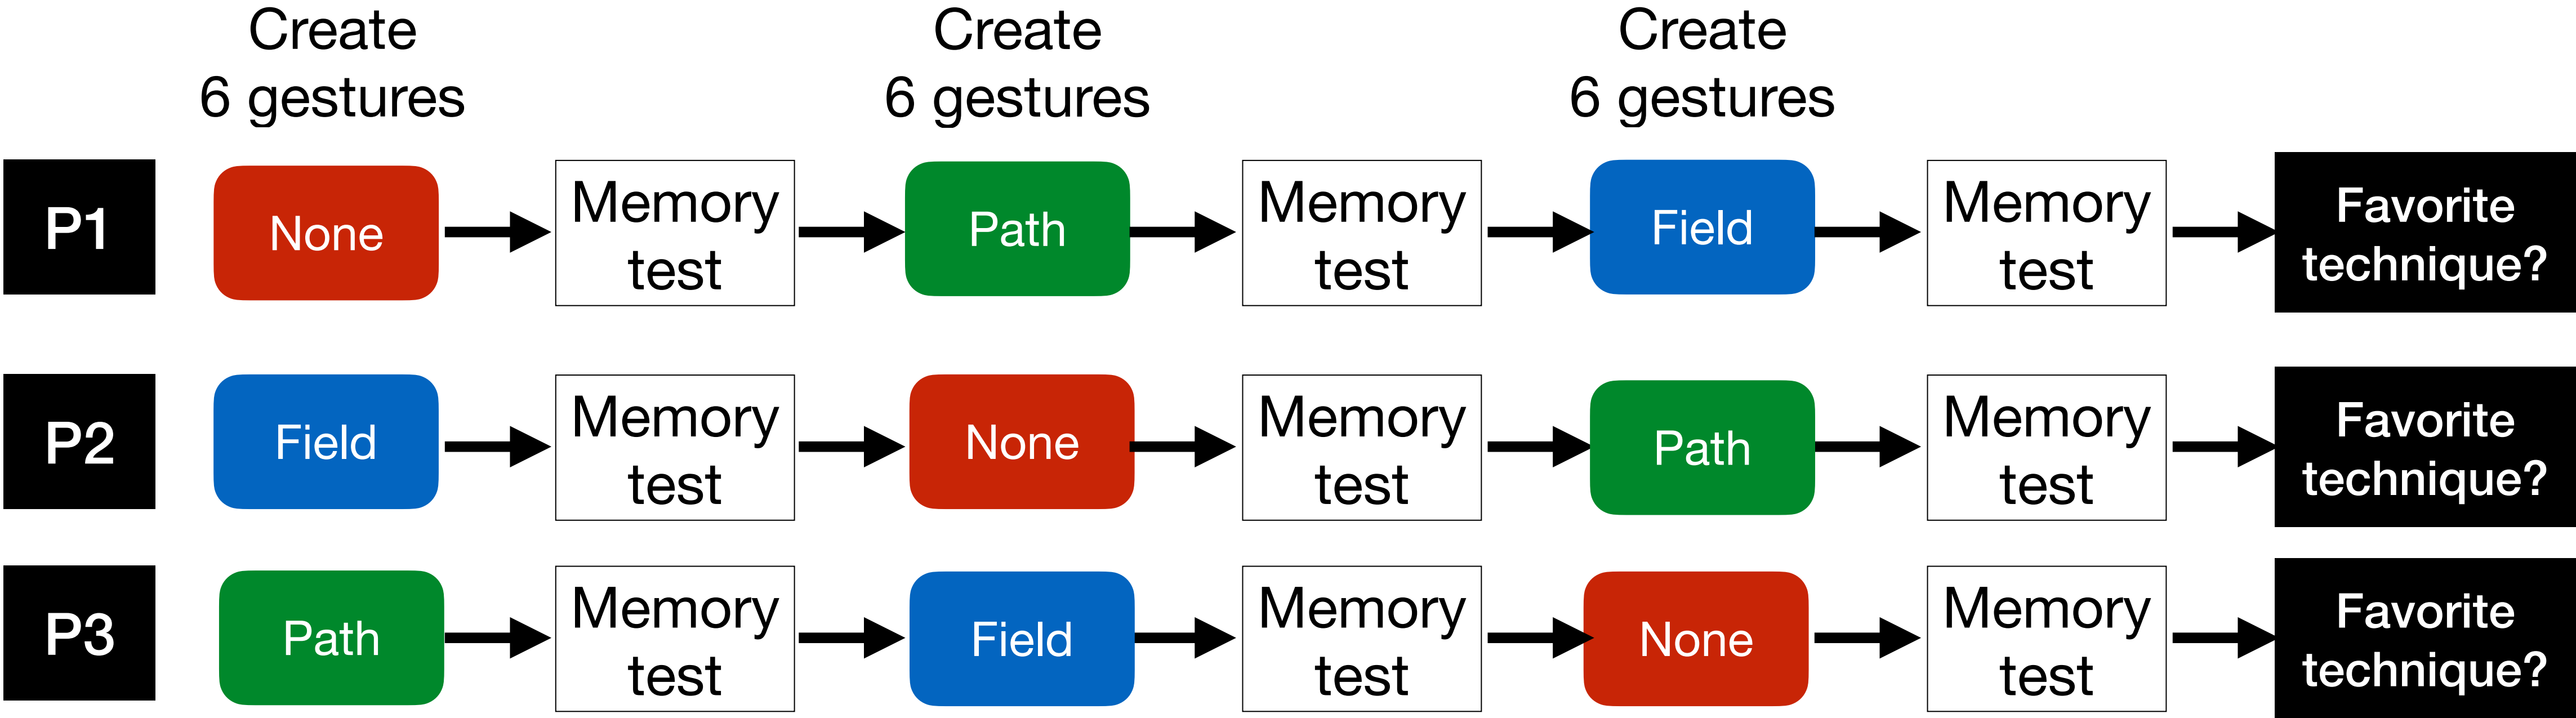 Create
6 gestures
Create
6 gestures
Create
6 gestures
P1
None
Memory
test
Path
Memory
test
Field
Memory
test
Favorite
technique?
P2
Field
Memory
test
None
Memory
test
Path
Memory
test
Favorite
technique?
P3
Path
Memory
test
Field
Memory
test
None
Memory
test
Favorite
technique?